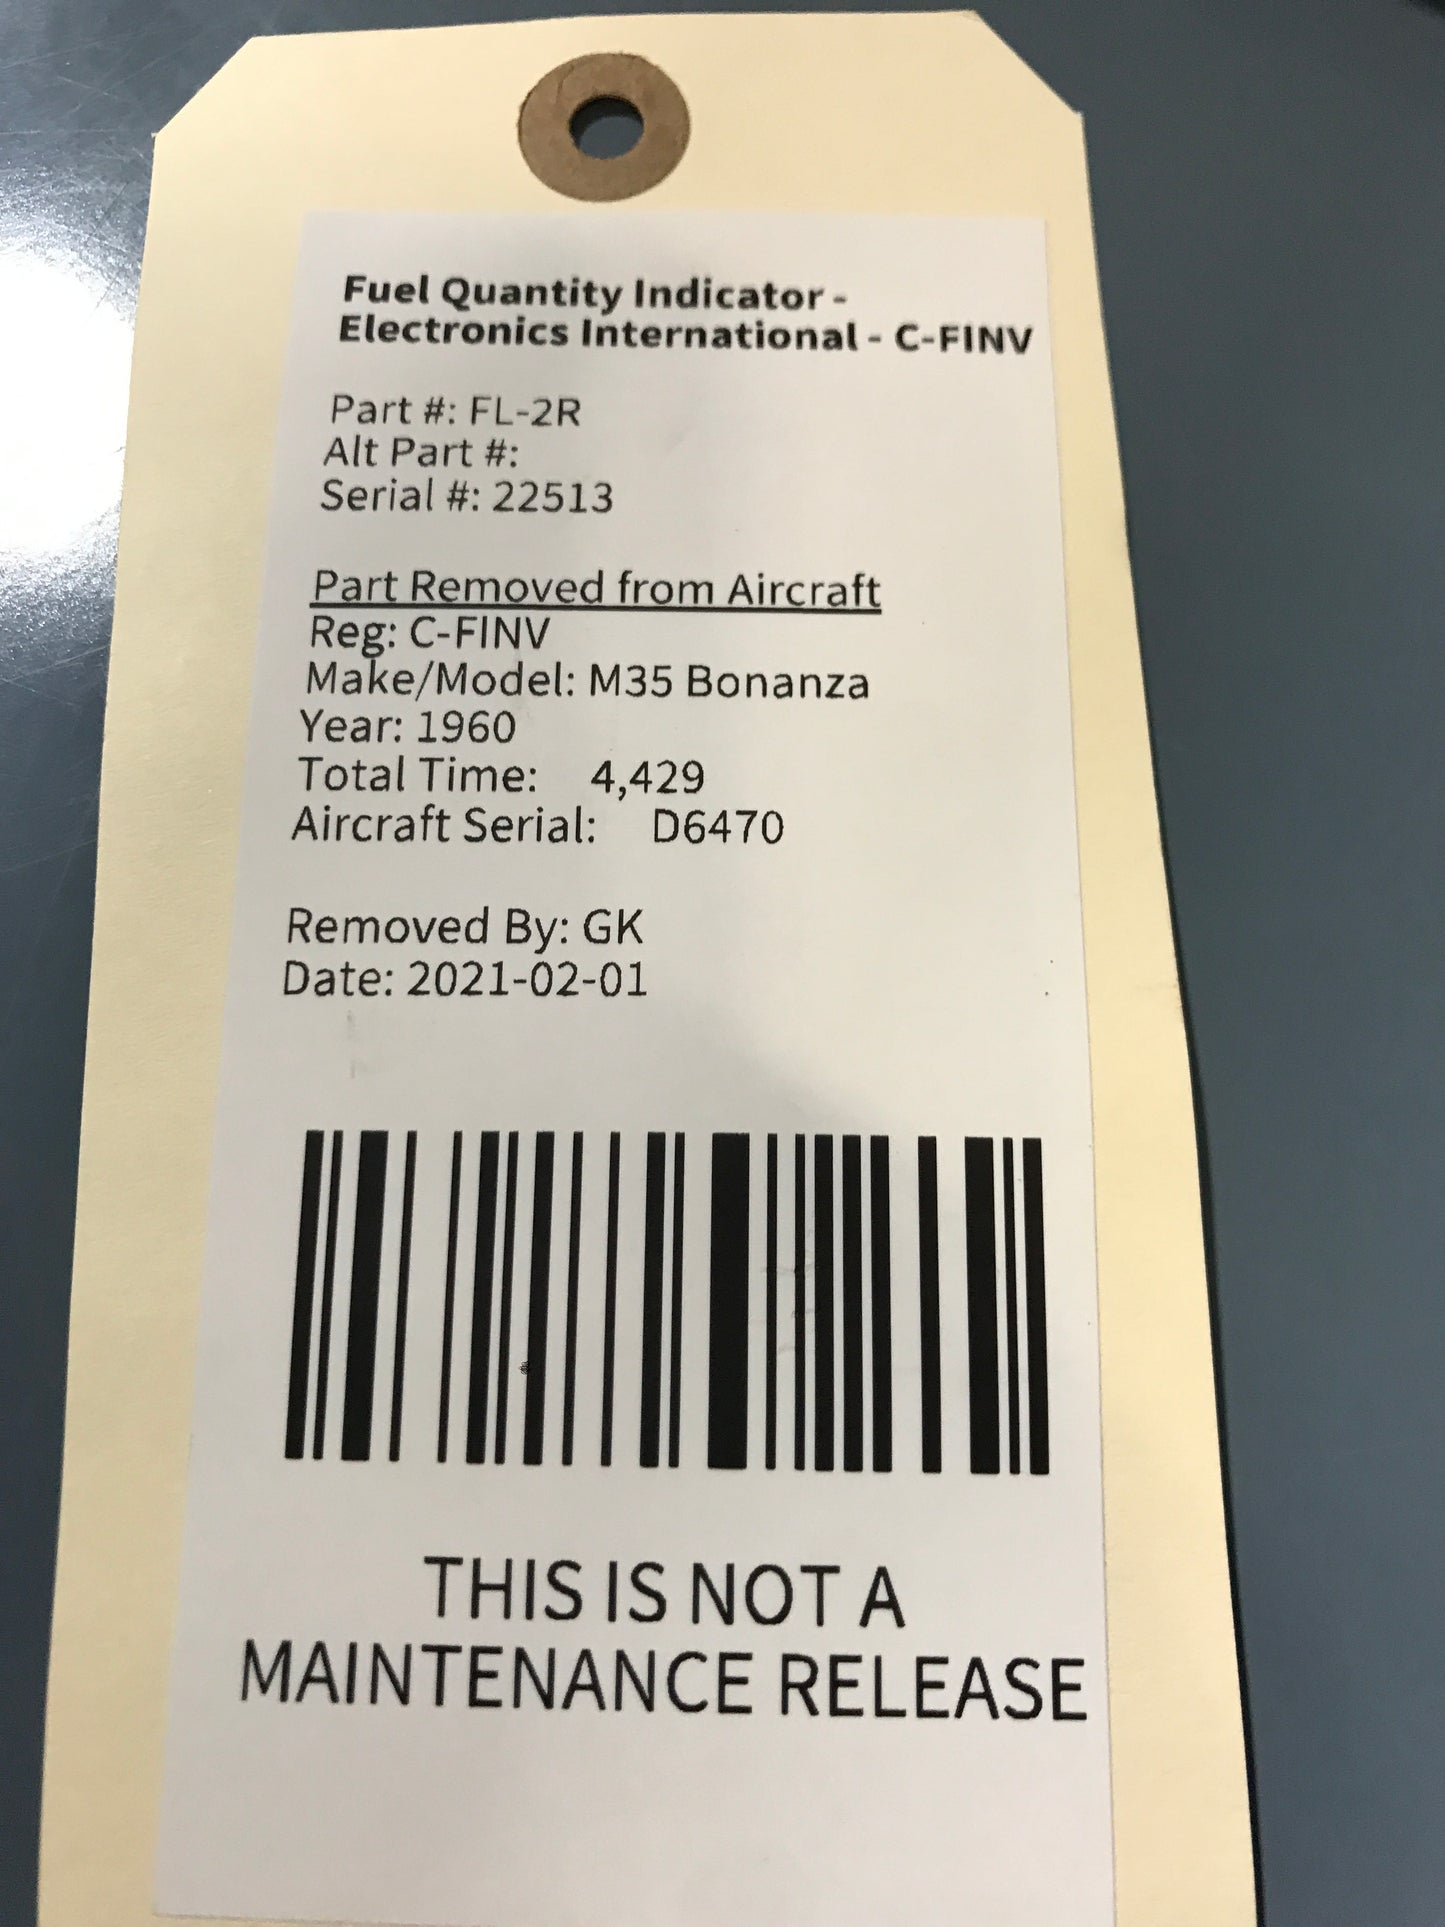 Fuel Quantity Indicator -
Electronics International - C-FINV
Part #: FL-2R
Alt Part #:
Serial #: 22513
Part Removed from Aircraft
Reg: C-FINV
Make/Model: M35 Bonanza
Year: 1960
Total Time: 4,429
Aircraft Serial: D6470
Removed By: GK
Date: 2021-02-01
THIS IS NOT A
MAINTENANCE RELEASE